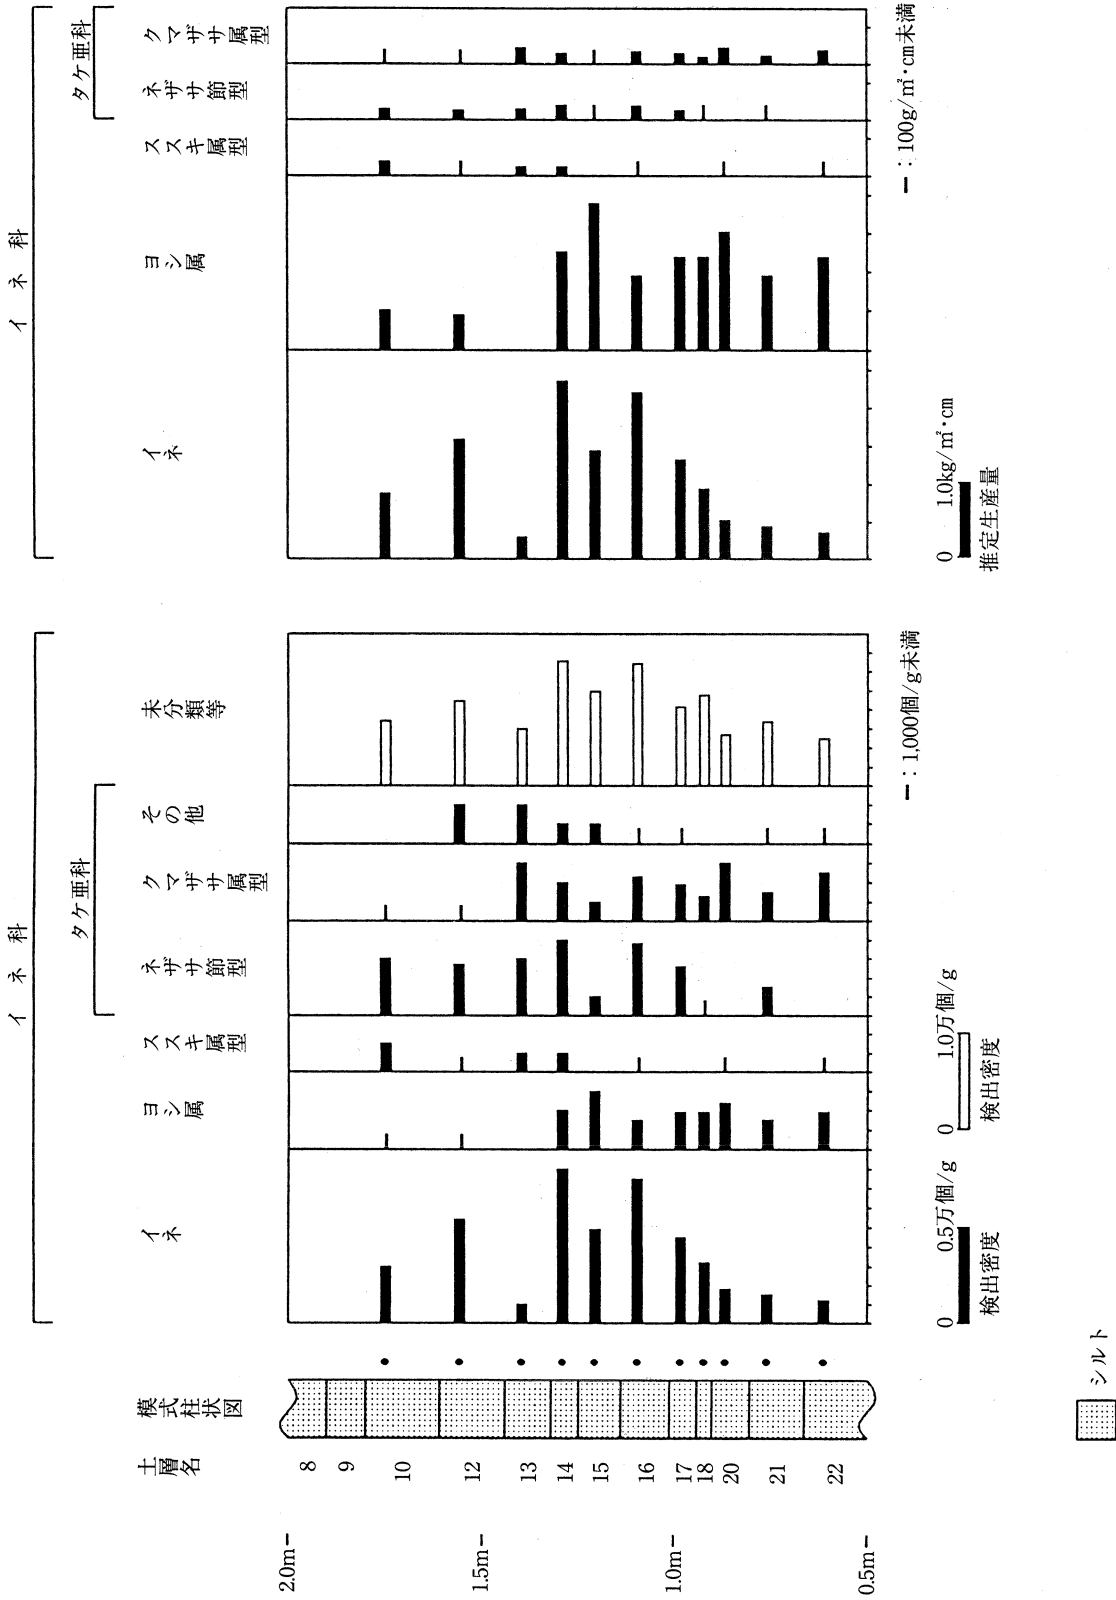 イネ科
タケ亜科
土層名
模式柱状図
イネ
ヨシ属
ススキ属型
ネザサ節型
クマザサ属型
その他
未分類等
イネ科
タケ亜科
イネ
ヨシ属
ススキ属型
ネザサ節型
クマザサ属型
2.0m
8
9
10
12
1.5m
13
14
15
16
1.0m
17
18
20
21
22
0.5m
0 0.5万個/g
検出密度
0 1.0万個/g
検出密度
ー：1,000個/g未満
0 1.0kg/㎡・cm
推定生産量
ー：100g/㎡・cm未満
シルト